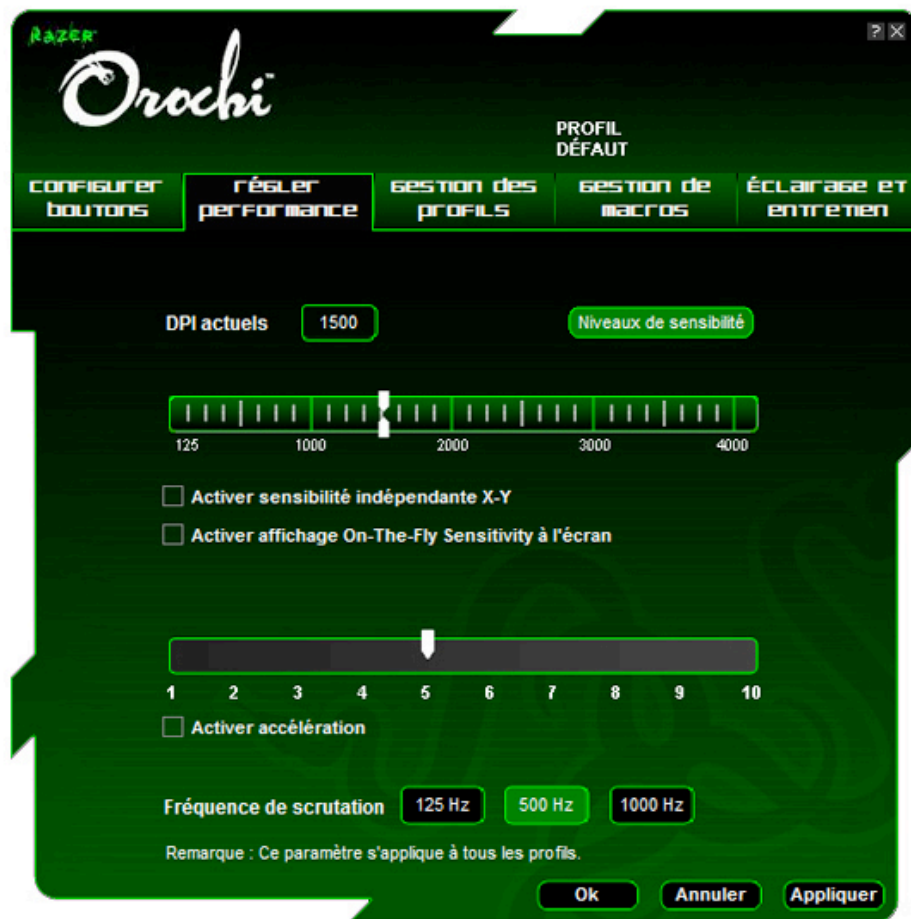 RAZER
Orochi™
? X
PROFIL
DÉFAUT
configurer boutons
régler performance
gestion des profils
gestion de macros
éclairage et entretien
DPI actuels 1500 Niveaux de sensibilité
125 1000 2000 3000 4000
Activer sensibilité indépendante X-Y
Activer affichage On-The-Fly Sensitivity à l'écran
1 2 3 4 5 6 7 8 9 10
Activer accélération
Fréquence de scrutation 125 Hz 500 Hz 1000 Hz
Remarque : Ce paramètre s'applique à tous les profils.
Ok Annuler Appliquer